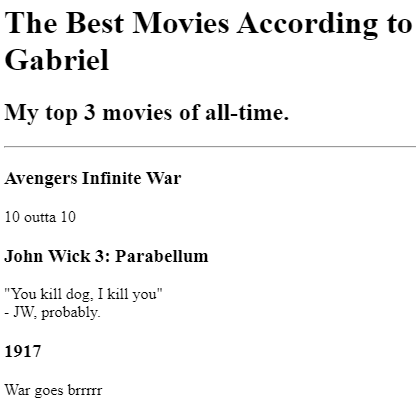 The Best Movies According to
Gabriel
My top 3 movies of all-time.
Avengers Infinite War
10 outta 10
John Wick 3: Parabellum
"You kill dog, I kill you"
- JW, probably.
1917
War goes brrrrr